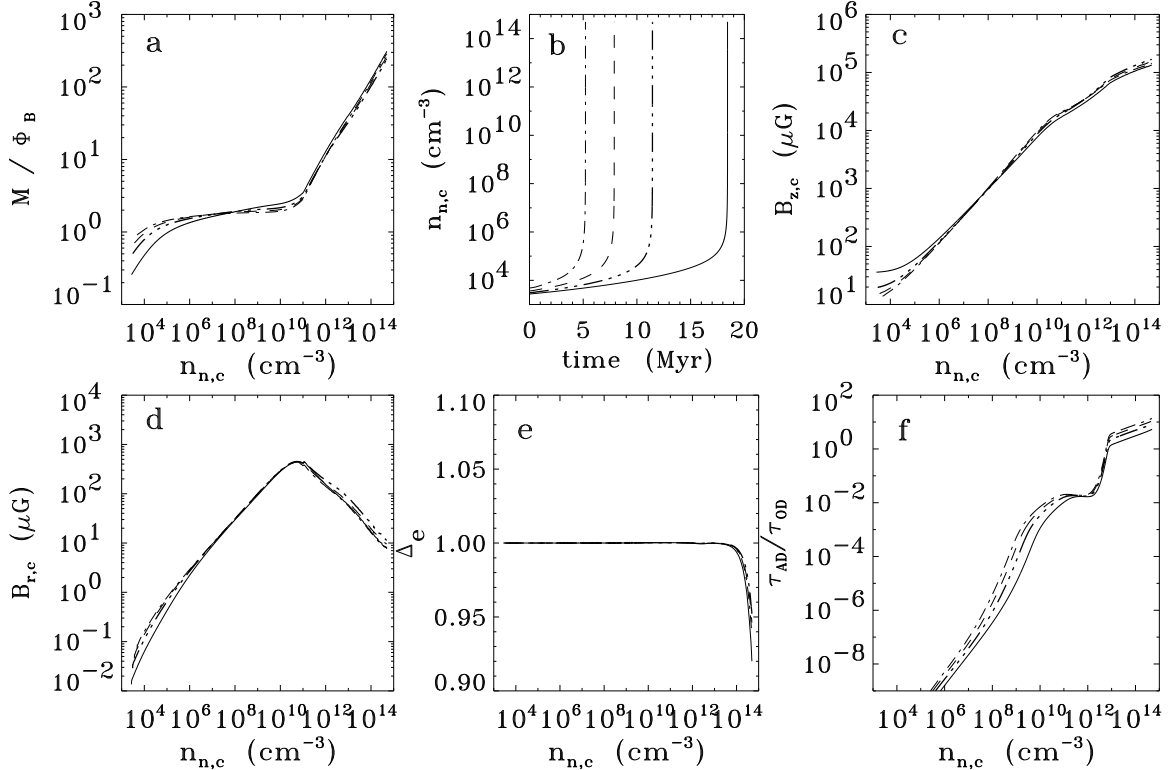 a
M / Φ_B
10^3
10^2
10^1
10^0
10^-1
10^4 10^6 10^8 10^10 10^12 10^14
n_n,c (cm^-3)
b
n_n,c (cm^-3)
10^14
10^12
10^10
10^8
10^6
10^4
0 5 10 15 20
time (Myr)
c
B_z,c (μG)
10^6
10^5
10^4
10^3
10^2
10^1
10^4 10^6 10^8 10^10 10^12 10^14
n_n,c (cm^-3)
d
B_r,c (μG)
10^4
10^3
10^2
10^1
10^0
10^-1
10^-2
10^4 10^6 10^8 10^10 10^12 10^14
n_n,c (cm^-3)
e
Δ_e
1.10
1.05
1.00
0.95
0.90
10^4 10^6 10^8 10^10 10^12 10^14
n_n,c (cm^-3)
f
τ_AD/τ_OD
10^2
10^0
10^-2
10^-4
10^-6
10^-8
10^4 10^6 10^8 10^10 10^12 10^14
n_n,c (cm^-3)